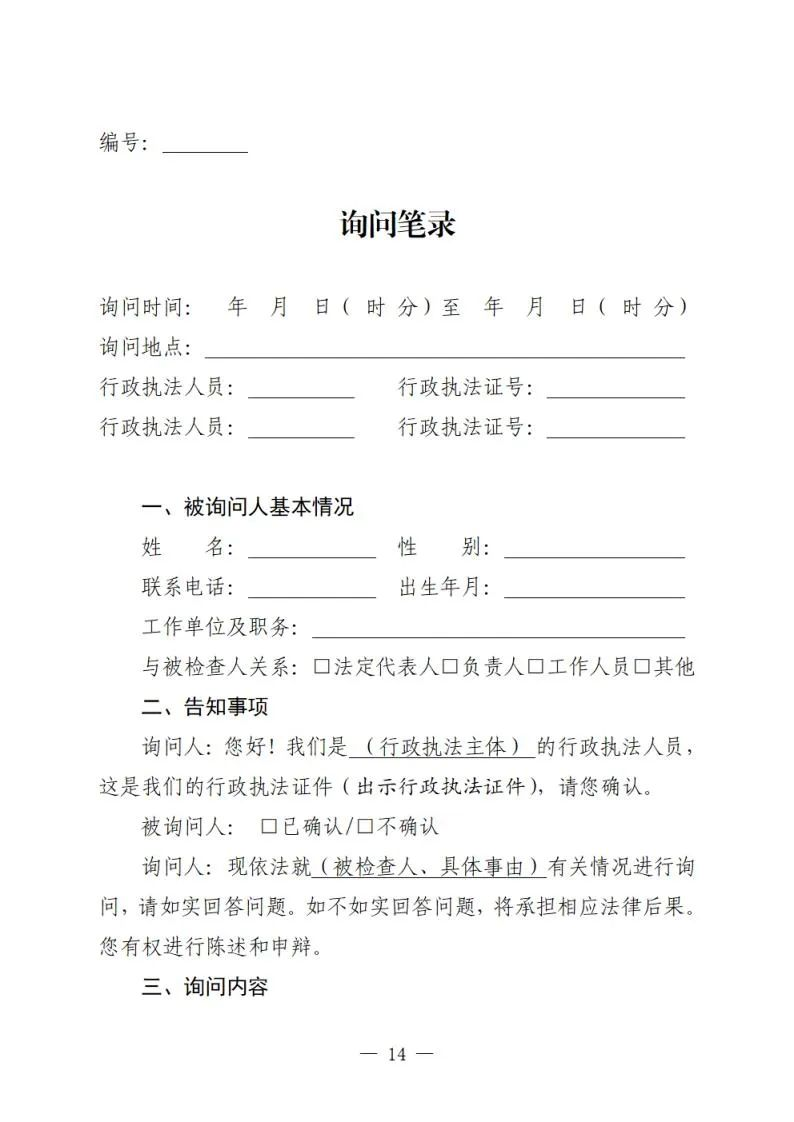 编号：________
询问笔录
询问时间：　年　月　日（　时　分）至　年　月　日（　时　分）
询问地点：________
行政执法人员：________　行政执法证号：________
行政执法人员：________　行政执法证号：________
一、被询问人基本情况
姓　　名：________　性　　别：________
联系电话：________　出生年月：________
工作单位及职务：________
与被检查人关系：□法定代表人□负责人□工作人员□其他
二、告知事项
询问人：您好！我们是（行政执法主体）的行政执法人员，
这是我们的行政执法证件（出示行政执法证件），请您确认。
被询问人：　□已确认/□不确认
询问人：现依法就（被检查人、具体事由）有关情况进行询
问，请如实回答问题。如不如实回答问题，将承担相应法律后果。
您有权进行陈述和申辩。
三、询问内容
— 14 —